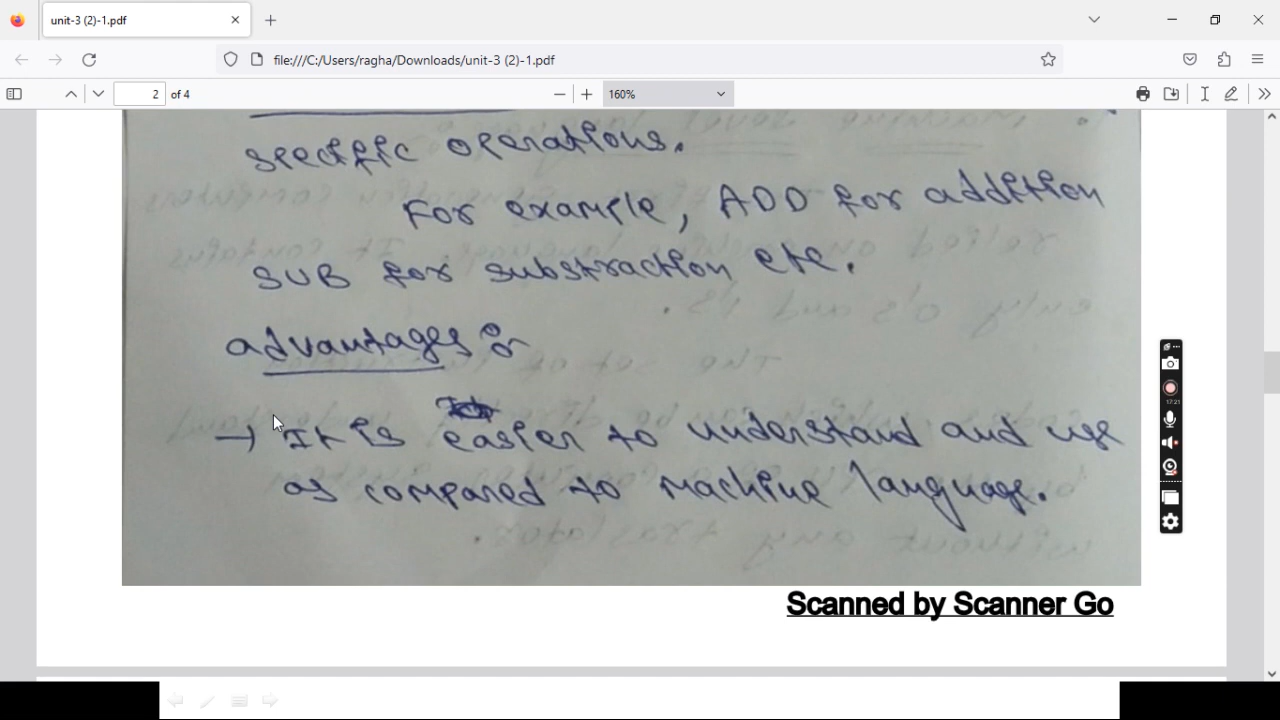 unit-3 (2)-1.pdf
file:///C:/Users/ragha/Downloads/unit-3 (2)-1.pdf
2 of 4
160%
specific operations.
For example, ADD for addition
SUB for substraction etc.
advantages :-
→ It is easier to understand and use
as compared to machine language.
Scanned by Scanner Go
17:21